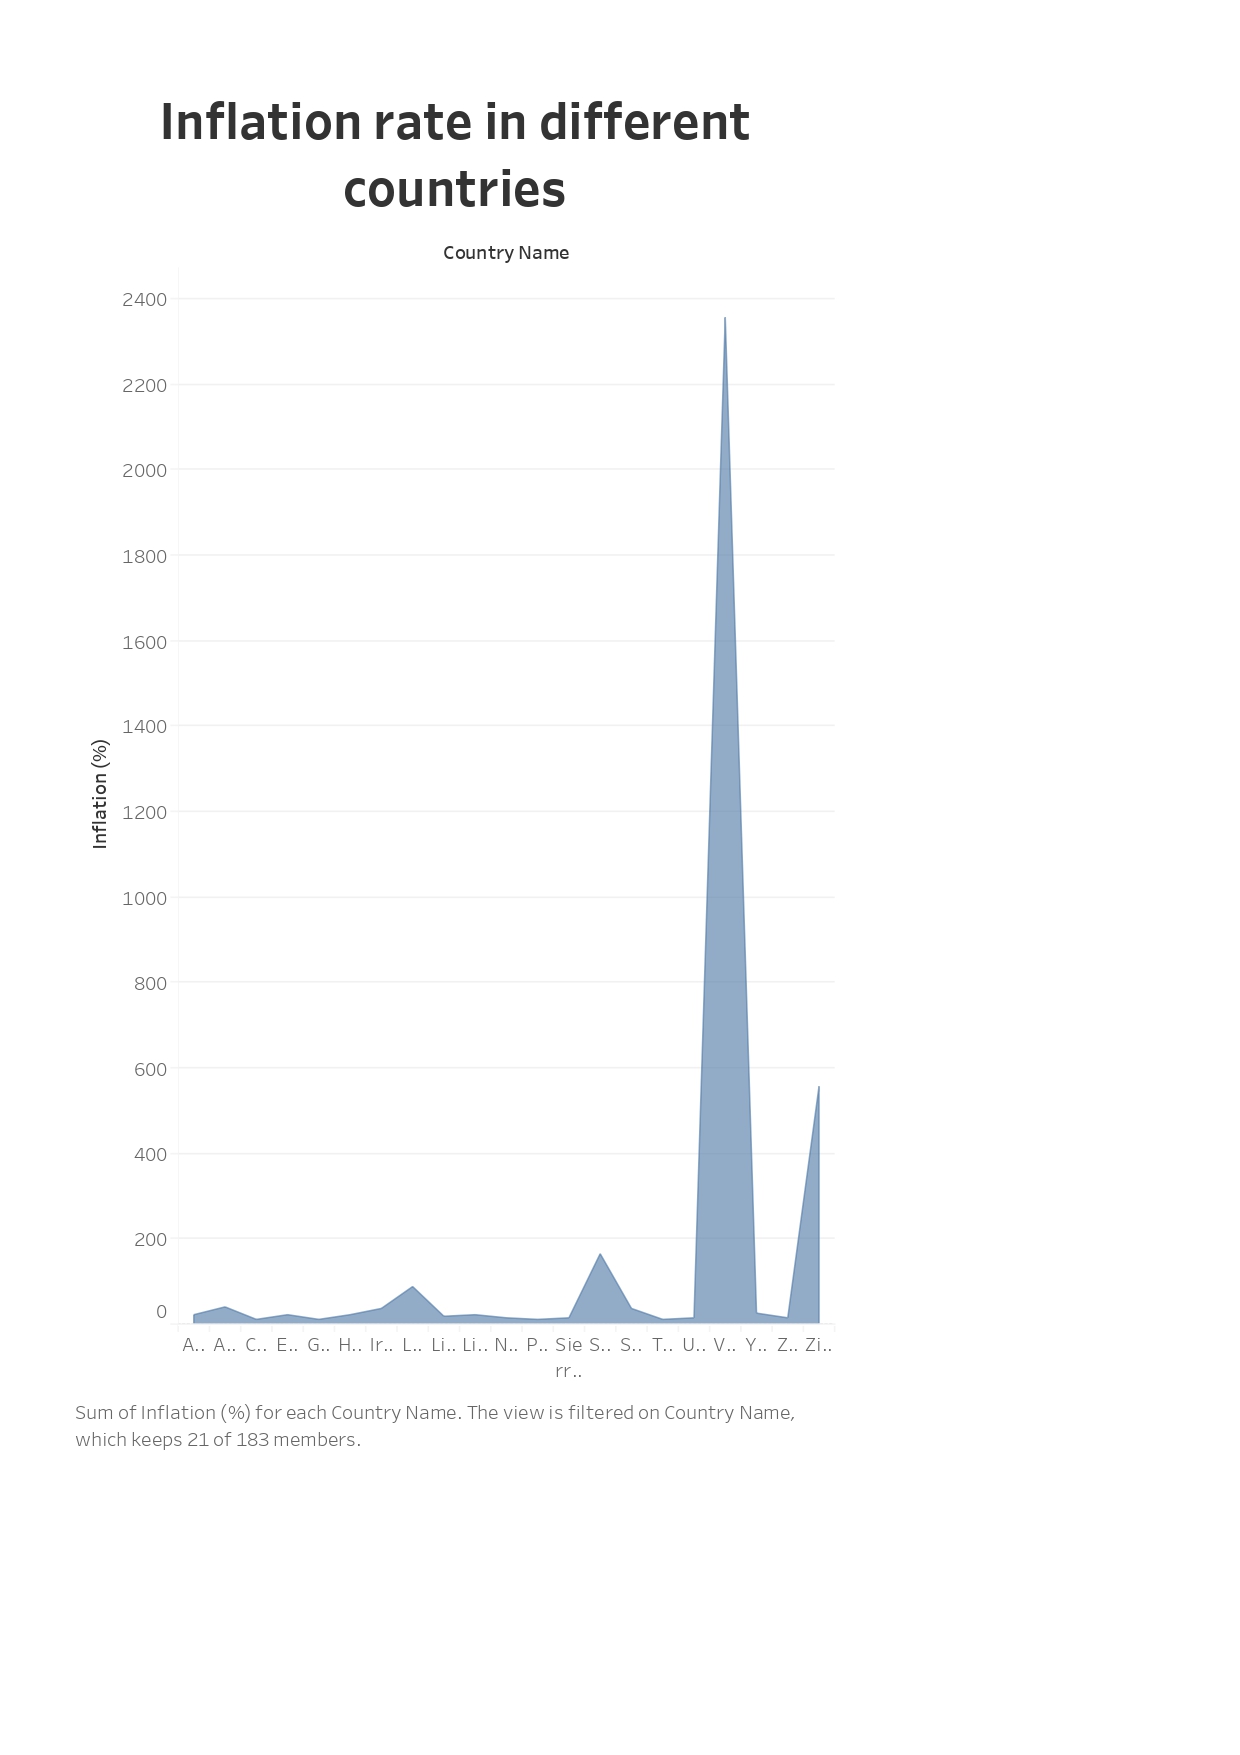 Inflation rate in different
countries
Country Name
2400
2200
2000
1800
1600
1400
1200
1000
800
600
400
200
0
Inflation (%)
A.. A.. C.. E.. G.. H.. Ir.. L.. Li.. Li.. N.. P.. Sie S.. S.. T.. U.. V.. Y.. Z.. Zi..
rr..
Sum of Inflation (%) for each Country Name. The view is filtered on Country Name,
which keeps 21 of 183 members.